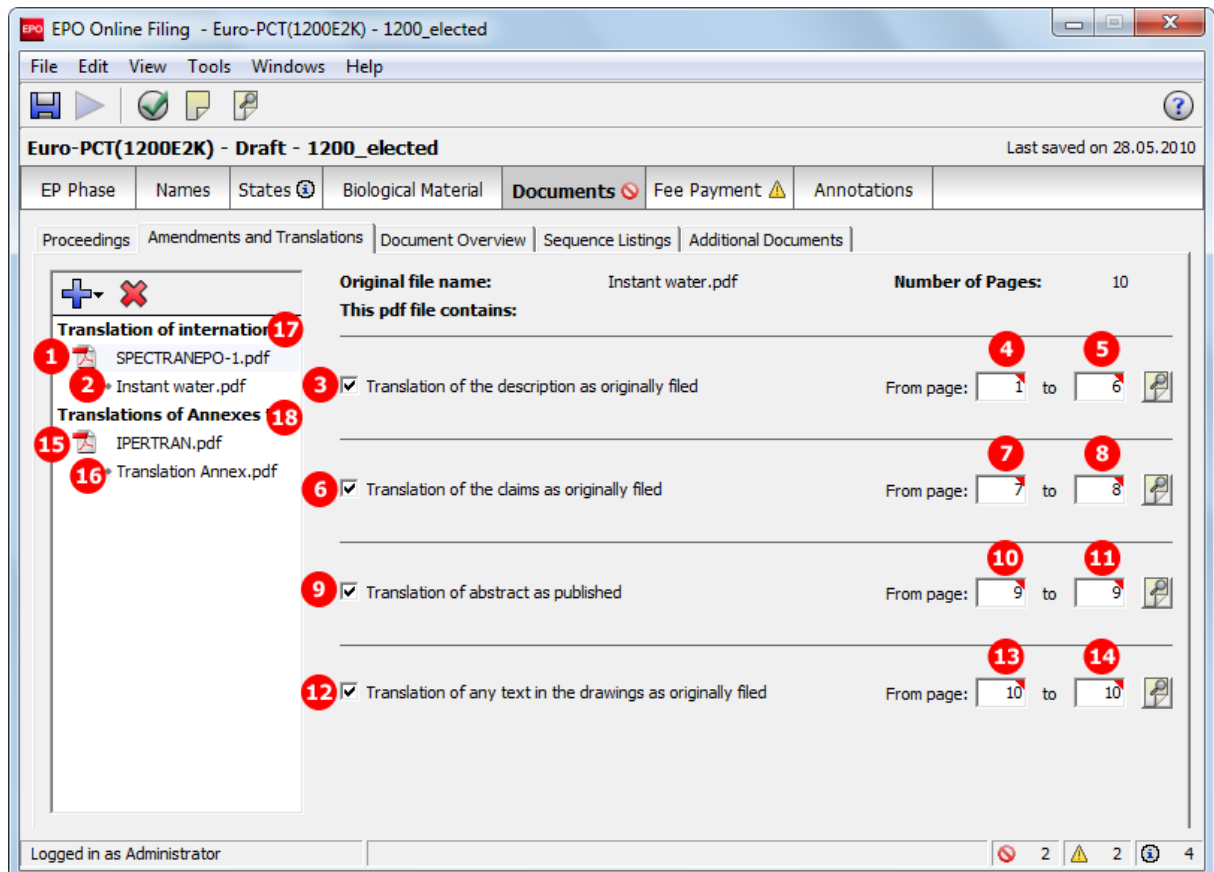 EPO EPO Online Filing - Euro-PCT(1200E2K) - 1200_elected
File Edit View Tools Windows Help
Euro-PCT(1200E2K) - Draft - 1200_elected Last saved on 28.05.2010
EP Phase Names States Biological Material Documents Fee Payment Annotations
Proceedings Amendments and Translations Document Overview Sequence Listings Additional Documents
Original file name: Instant water.pdf Number of Pages: 10
This pdf file contains:
Translation of internation 17
1 SPECTRANEPO-1.pdf
2 Instant water.pdf
Translations of Annexes 18
15 IPERTRAN.pdf
16 Translation Annex.pdf
4 5
3 Translation of the description as originally filed From page: 1 to 6
7 8
6 Translation of the claims as originally filed From page: 7 to 8
10 11
9 Translation of abstract as published From page: 9 to 9
13 14
12 Translation of any text in the drawings as originally filed From page: 10 to 10
Logged in as Administrator 2 2 4